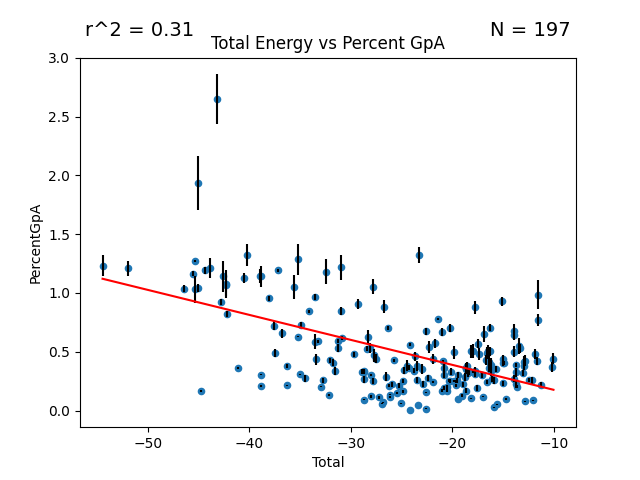 r^2 = 0.31 N = 197
Total Energy vs Percent GpA
3.0
2.5
2.0
1.5
1.0
0.5
0.0
PercentGpA
−50 −40 −30 −20 −10
Total